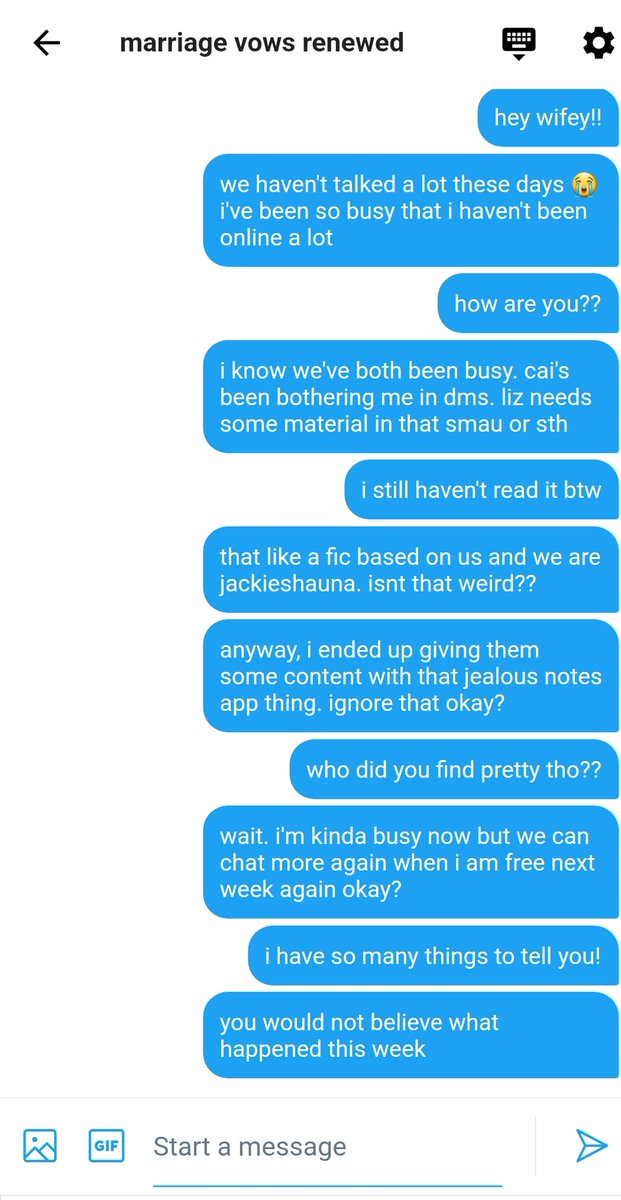 marriage vows renewed
hey wifey!!
we haven't talked a lot these days 😭
i've been so busy that i haven't been
online a lot
how are you??
i know we've both been busy. cai's
been bothering me in dms. liz needs
some material in that smau or sth
i still haven't read it btw
that like a fic based on us and we are
jackieshauna. isnt that weird??
anyway, i ended up giving them
some content with that jealous notes
app thing. ignore that okay?
who did you find pretty tho??
wait. i'm kinda busy now but we can
chat more again when i am free next
week again okay?
i have so many things to tell you!
you would not believe what
happened this week
GIF
Start a message